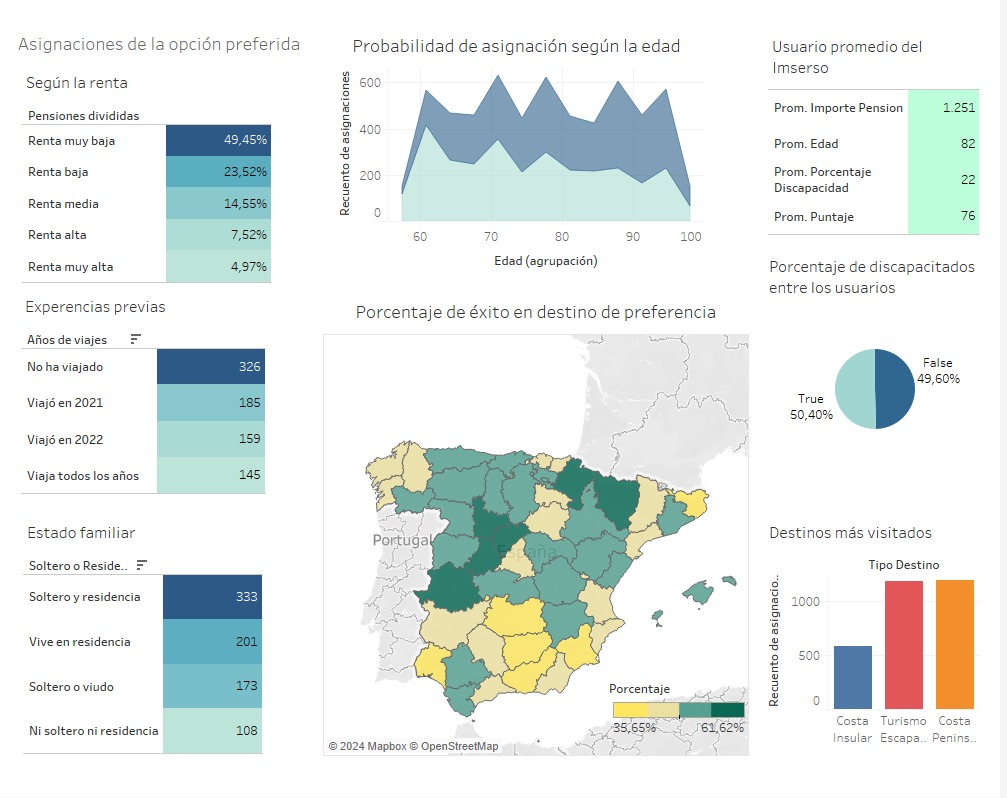 Asignaciones de la opción preferida
Según la renta
Pensiones divididas
Renta muy baja 49,45%
Renta baja 23,52%
Renta media 14,55%
Renta alta 7,52%
Renta muy alta 4,97%
Experencias previas
Años de viajes
No ha viajado 326
Viajó en 2021 185
Viajó en 2022 159
Viaja todos los años 145
Estado familiar
Soltero o Reside..
Soltero y residencia 333
Vive en residencia 201
Soltero o viudo 173
Ni soltero ni residencia 108
Probabilidad de asignación según la edad
Recuento de asignaciones
600
400
200
0
60 70 80 90 100
Edad (agrupación)
Porcentaje de éxito en destino de preferencia
Portugal
España
Porcentaje
35,65% 61,62%
© 2024 Mapbox © OpenStreetMap
Usuario promedio del
Imserso
Prom. Importe Pension 1.251
Prom. Edad 82
Prom. Porcentaje
Discapacidad 22
Prom. Puntaje 76
Porcentaje de discapacitados
entre los usuarios
False
49,60%
True
50,40%
Destinos más visitados
Tipo Destino
Recuento de asignacio..
1000
500
0
Costa
Insular
Turismo
Escapa..
Costa
Penins..